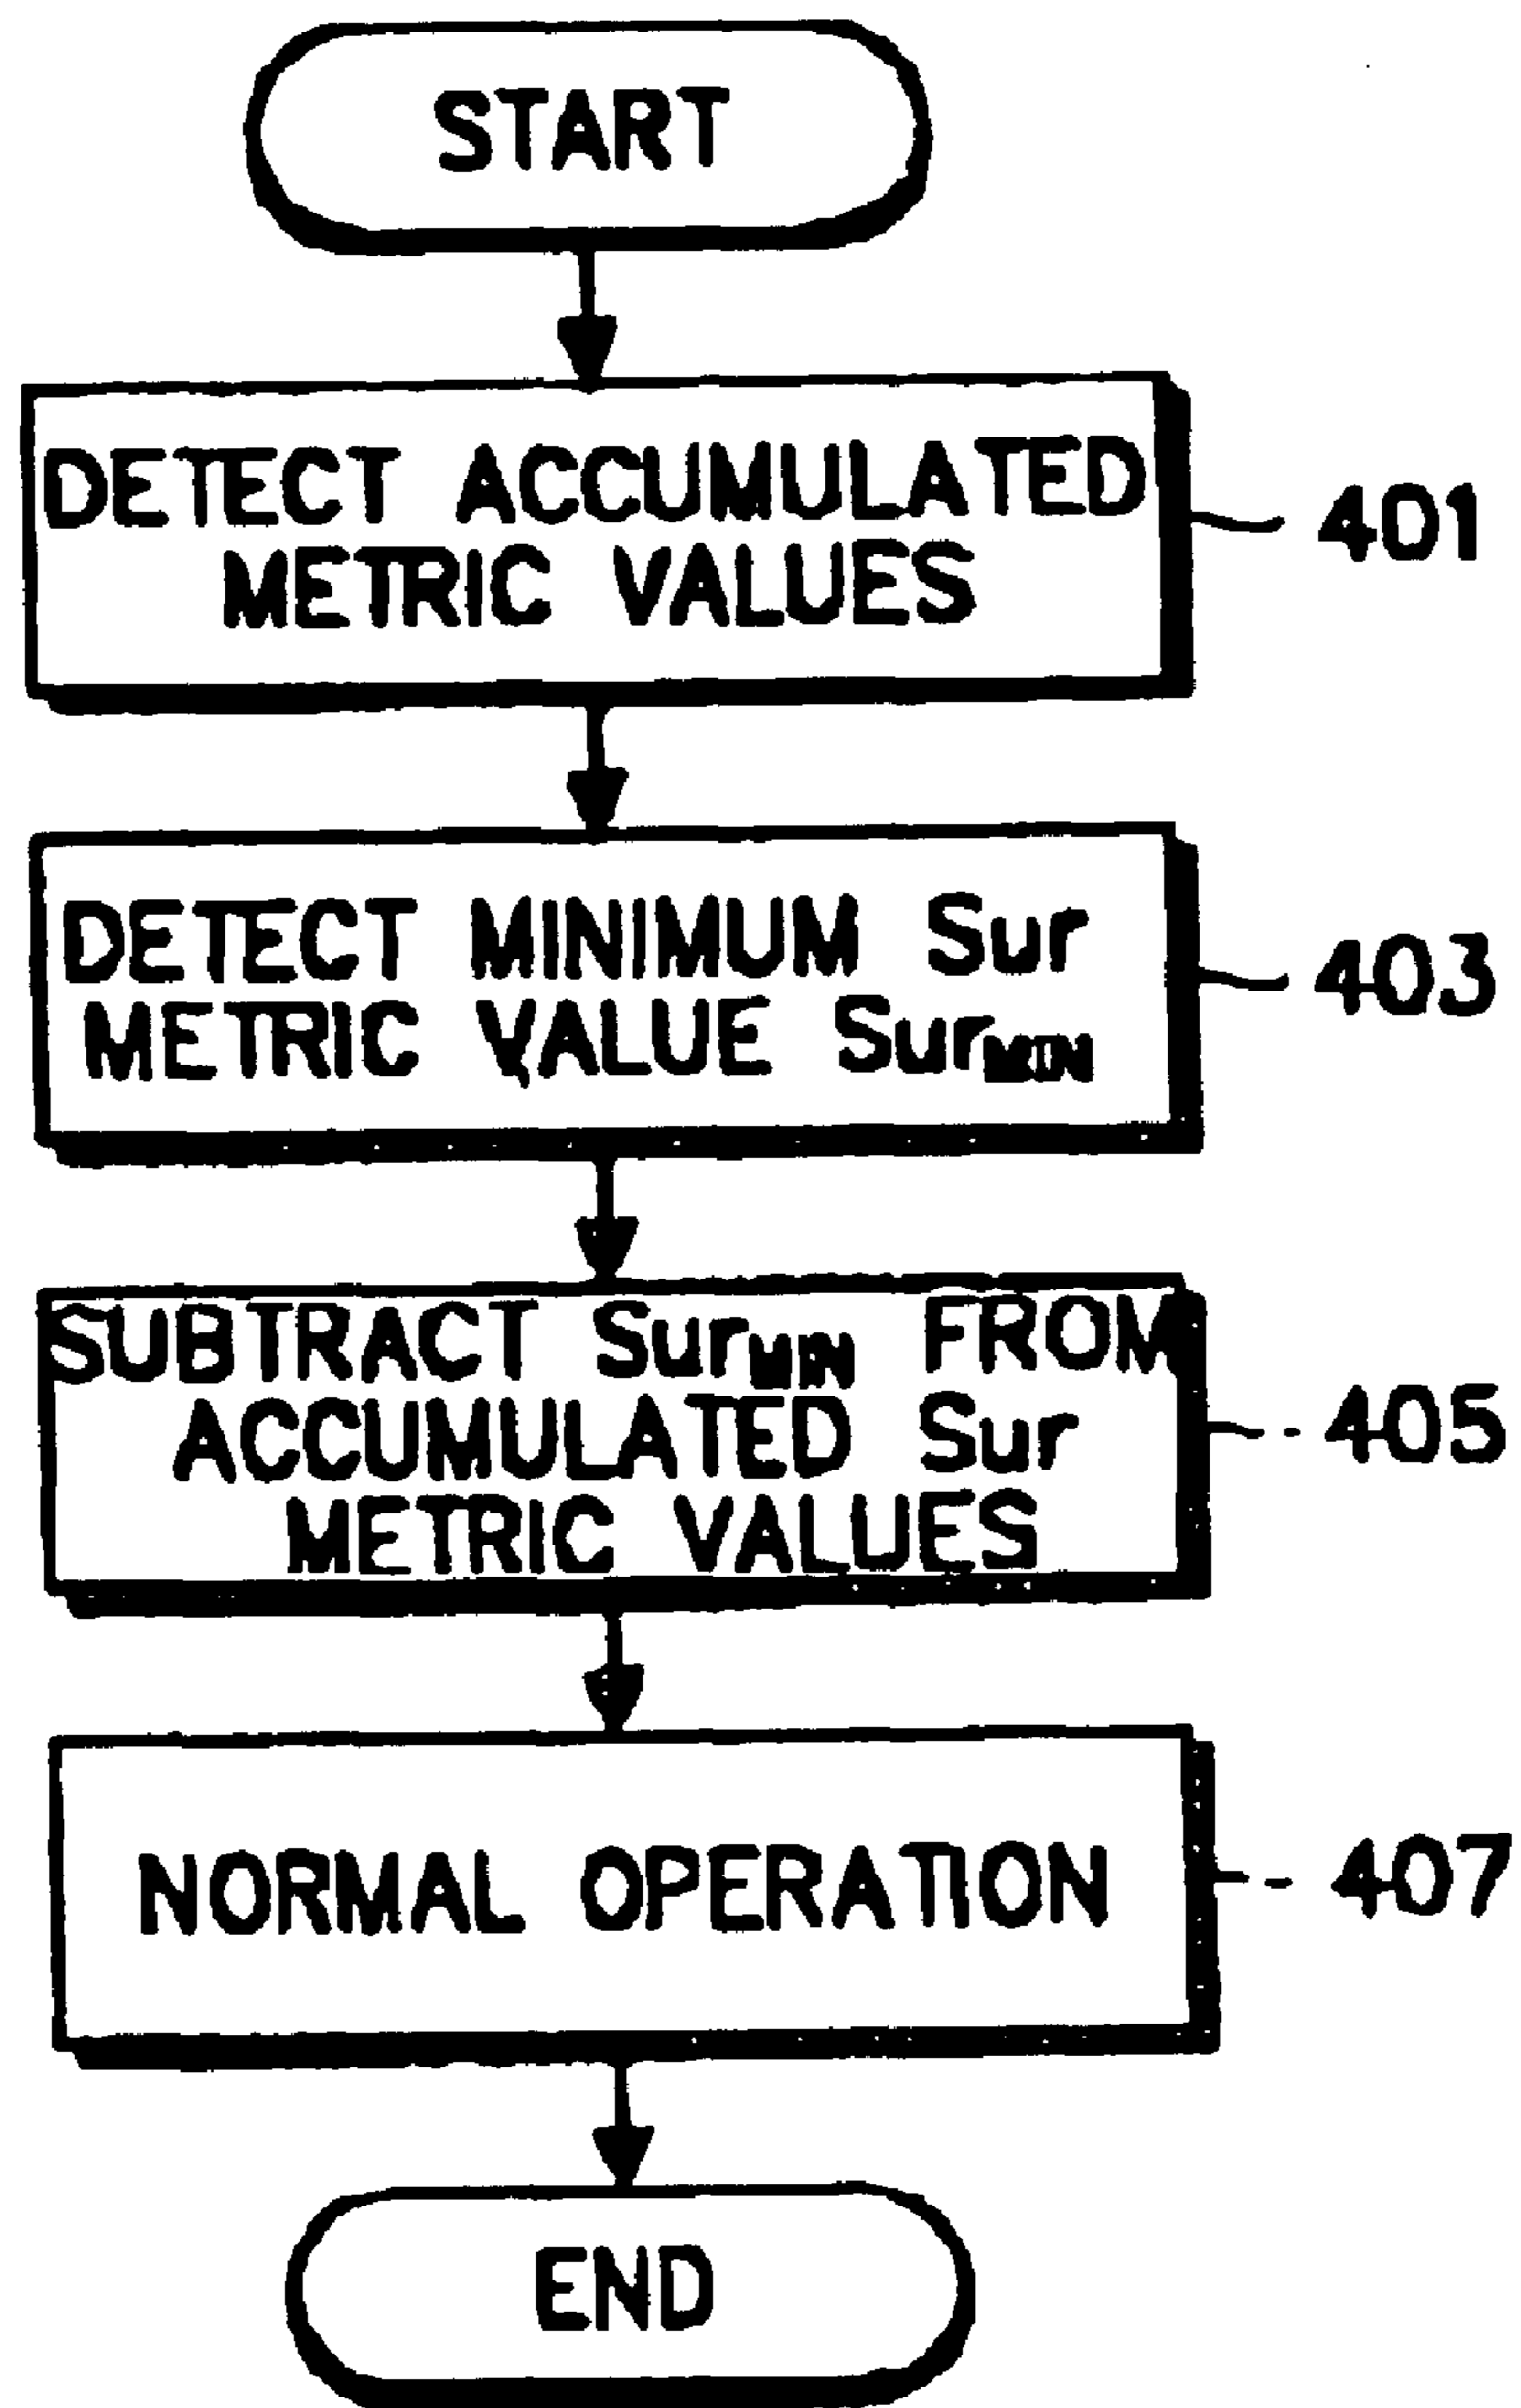 START
DETECT ACCUMULATED
METRIC VALUES
401
DETECT MINIMUM Sur
METRIC VALUE Sur
403
SUBTRACT SurMIN FROM
ACCUMULATED Sur
METRIC VALUES
405
NORMAL OPERATION
407
END